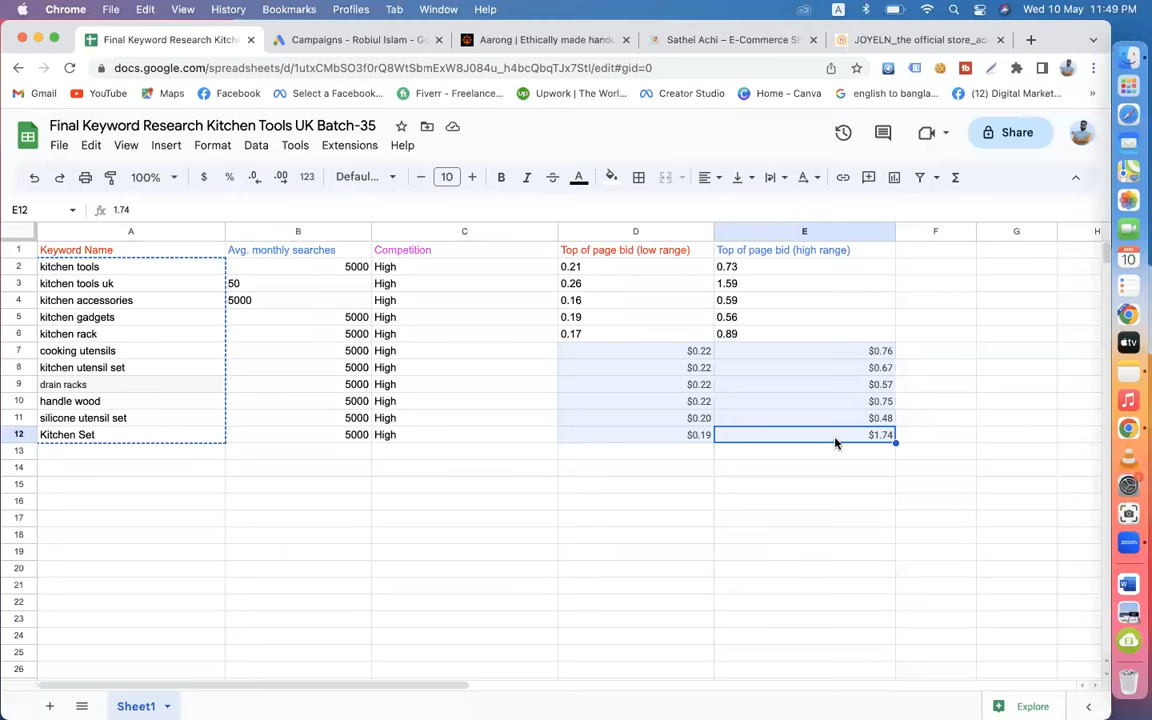 Chrome File Edit View History Bookmarks Profiles Tab Window Help A Wed 10 May 11:49 PM
Final Keyword Research Kitche Campaigns - Robiul Islam - Go Aarong | Ethically made hand Sathei Achi – E-Commerce Sh JOYELN_the official store_ac
docs.google.com/spreadsheets/d/1utxCMbSO3f0rQ8WtSbmExW8J084u_h4bcQbqTJx7StI/edit#gid=0
Gmail YouTube Maps Facebook Select a Facebook... Fiverr - Freelance... Upwork | The Worl... Creator Studio Home - Canva english to bangla... (12) Digital Market... »
Final Keyword Research Kitchen Tools UK Batch-35
File Edit View Insert Format Data Tools Extensions Help
Share
100% $ % .0 .00 123 Defaul... − 10 + B I A
E12 fx 1.74
A B C D E F G H
1 Keyword Name Avg. monthly searches Competition Top of page bid (low range) Top of page bid (high range)
2 kitchen tools 5000 High 0.21 0.73
3 kitchen tools uk 50 High 0.26 1.59
4 kitchen accessories 5000 High 0.16 0.59
5 kitchen gadgets 5000 High 0.19 0.56
6 kitchen rack 5000 High 0.17 0.89
7 cooking utensils 5000 High $0.22 $0.76
8 kitchen utensil set 5000 High $0.22 $0.67
9 drain racks 5000 High $0.22 $0.57
10 handle wood 5000 High $0.22 $0.75
11 silicone utensil set 5000 High $0.20 $0.48
12 Kitchen Set 5000 High $0.19 $1.74
13
14
15
16
17
18
19
20
21
22
23
24
25
26
Sheet1 Explore
MAY
10
tv
zoom
W